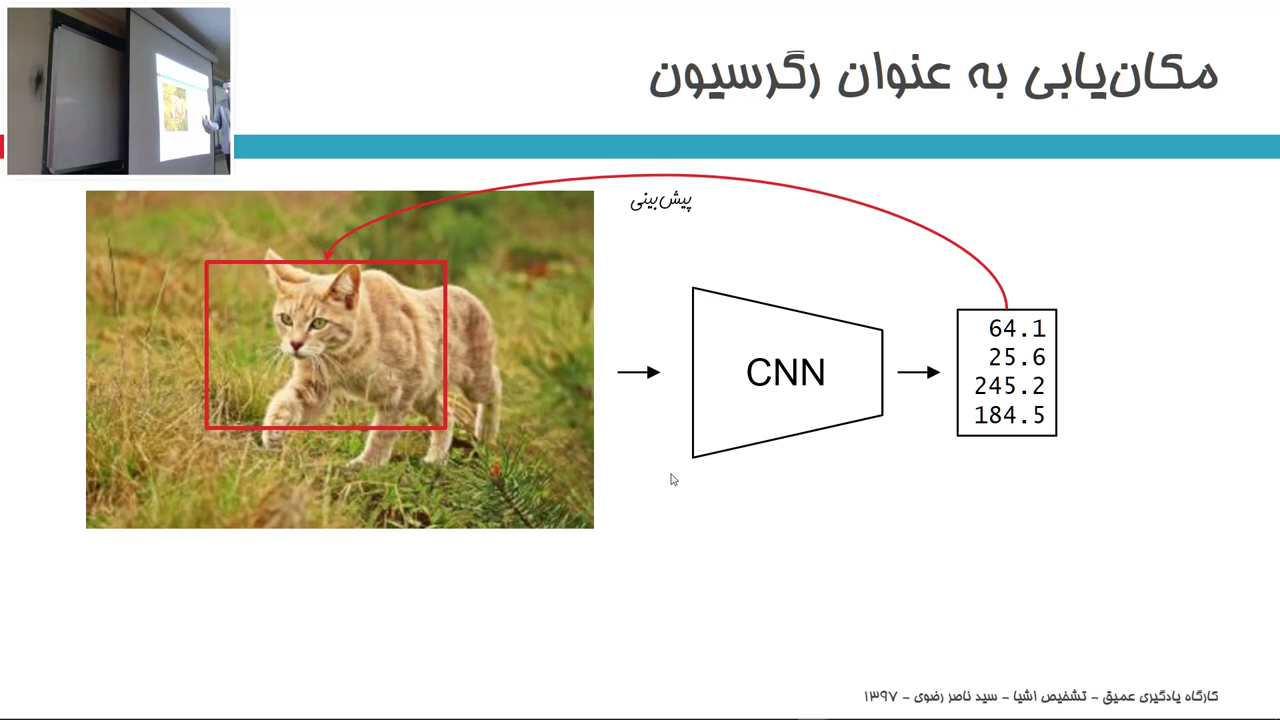 مکان‌یابی به عنوان رگرسیون
پیش‌بینی
CNN
64.1
25.6
245.2
184.5
کارگاه یادگیری عمیق - تشخیص اشیا - سید ناصر رضوی - ۱۳۹۷